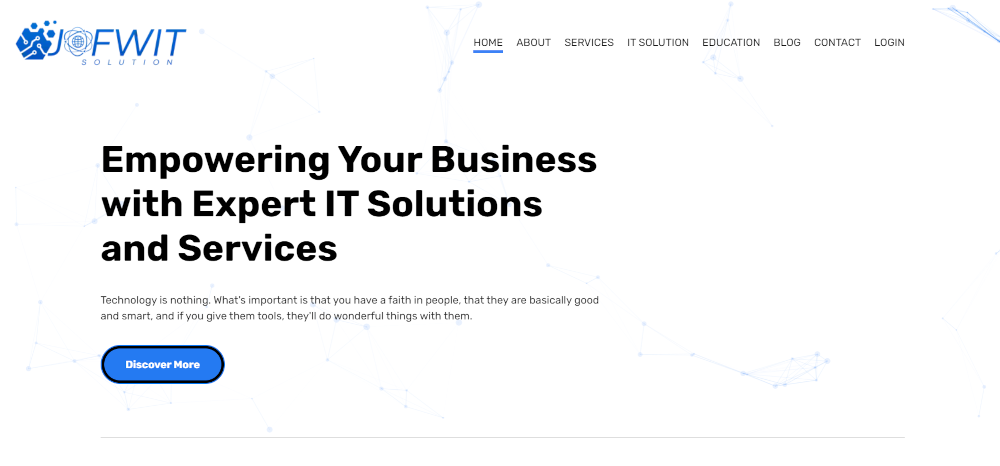 JOFWIT
SOLUTION
HOME ABOUT SERVICES IT SOLUTION EDUCATION BLOG CONTACT LOGIN
Empowering Your Business
with Expert IT Solutions
and Services
Technology is nothing. What's important is that you have a faith in people, that they are basically good
and smart, and if you give them tools, they'll do wonderful things with them.
Discover More